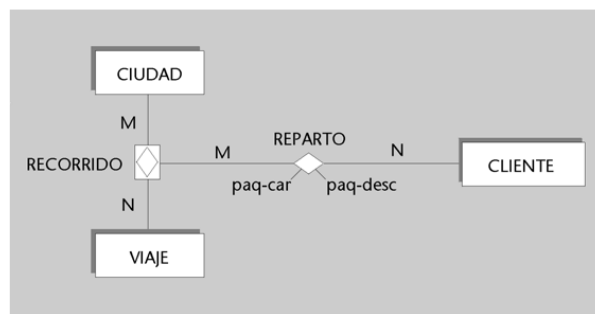 CIUDAD
M
REPARTO
RECORRIDO
M
N
CLIENTE
paq-car
paq-desc
N
VIAJE